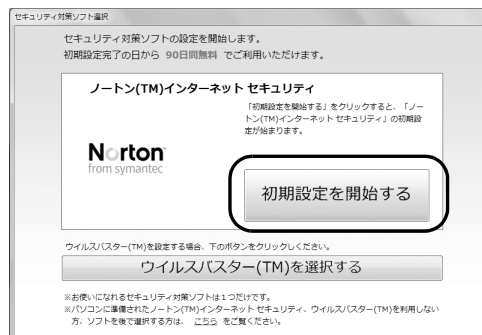 セキュリティ対策ソフト選択
セキュリティ対策ソフトの設定を開始します。
初期設定完了の日から 90日間無料 でご利用いただけます。
ノートン(TM)インターネット セキュリティ
「初期設定を開始する」をクリックすると、「ノー
トン(TM)インターネット セキュリティ」の初期設
定が始まります。
Norton
from symantec
初期設定を開始する
ウイルスバスター(TM)を設定する場合、下のボタンをクリックしください。
ウイルスバスター(TM)を選択する
※お使いになれるセキュリティ対策ソフトは1つだけです。
※パソコンに準備されたノートン(TM)インターネット セキュリティ、ウイルスバスター(TM)を利用しない
方、ソフトを後で選択する方は、 こちら をご覧ください。